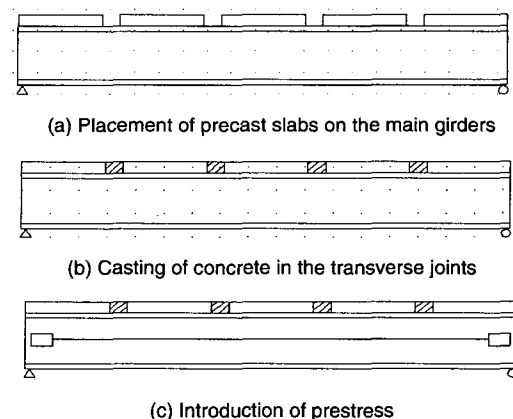 (a) Placement of precast slabs on the main girders
(b) Casting of concrete in the transverse joints
(c) Introduction of prestress